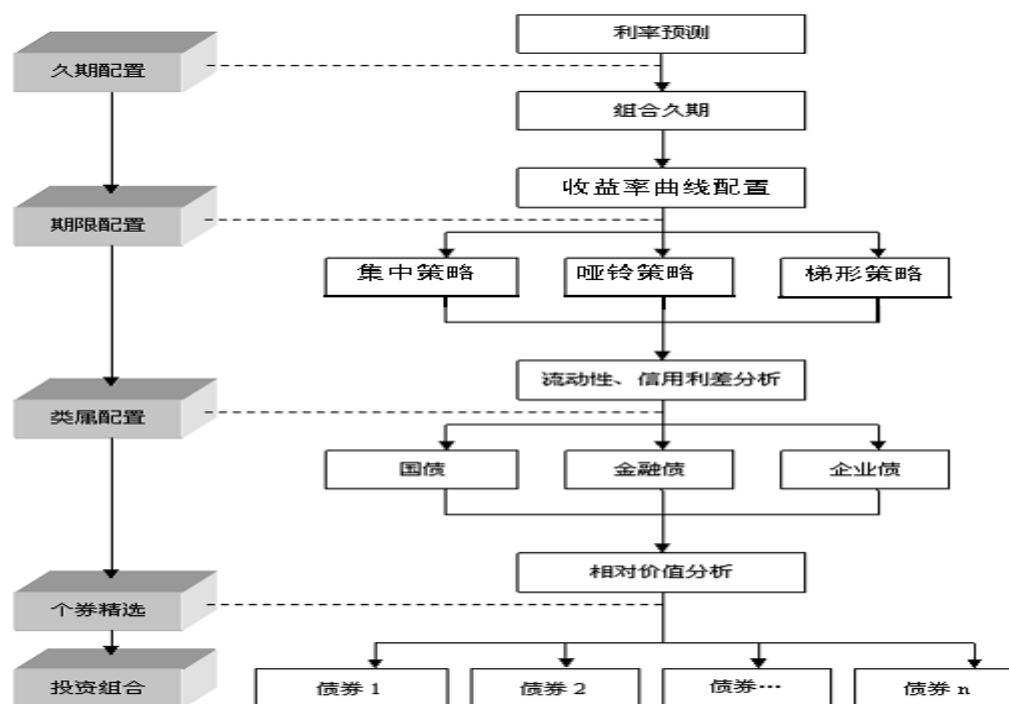 利率预测
久期配置
组合久期
收益率曲线配置
期限配置
集中策略
哑铃策略
梯形策略
流动性、信用利差分析
类属配置
国债
金融债
企业债
相对价值分析
个券精选
投资组合
债券 1
债券 2
债券…
债券 n